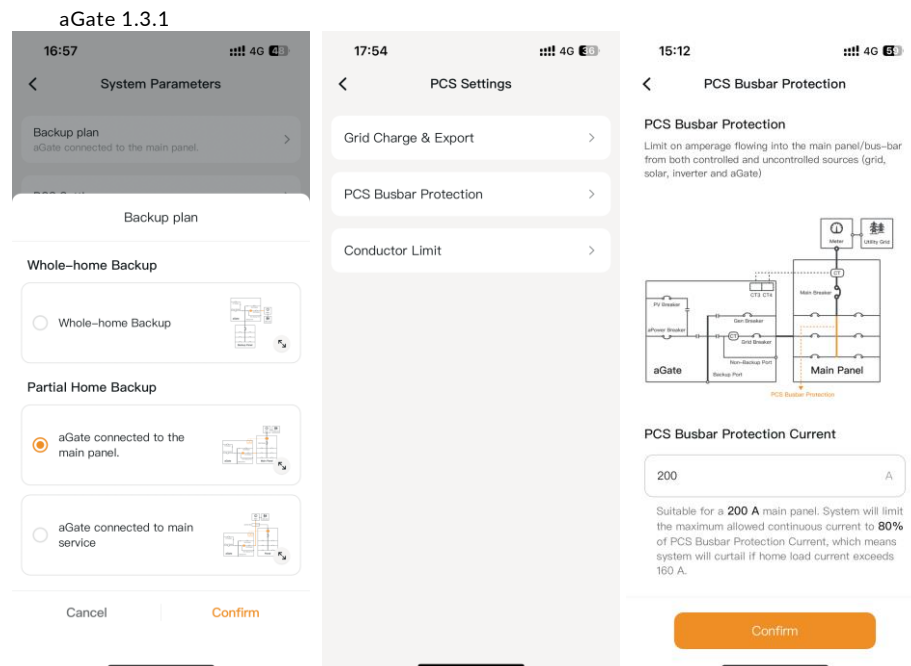 aGate 1.3.1
16:57
4G 48
System Parameters
Backup plan
aGate connected to the main panel.
Backup plan
Whole-home Backup
Whole-home Backup
Partial Home Backup
aGate connected to the
main panel.
aGate connected to main
service
Cancel
Confirm
17:54
4G 36
PCS Settings
Grid Charge & Export
PCS Busbar Protection
Conductor Limit
15:12
4G 59
PCS Busbar Protection
PCS Busbar Protection
Limit on amperage flowing into the main panel/bus-bar
from both controlled and uncontrolled sources (grid,
solar, inverter and aGate)
Meter
Utility Grid
CT
CT3 CT4
Main Breaker
PV Breaker
Gen Breaker
aPower Breaker
CT
Grid Breaker
Non-Backup Port
aGate
Backup Port
Main Panel
PCS Busbar Protection
PCS Busbar Protection Current
200
A
Suitable for a 200 A main panel. System will limit
the maximum allowed continuous current to 80%
of PCS Busbar Protection Current, which means
system will curtail if home load current exceeds
160 A.
Confirm